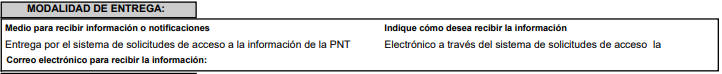 MODALIDAD DE ENTREGA:
Medio para recibir información o notificaciones
Indique cómo desea recibir la información
Entrega por el sistema de solicitudes de acceso a la información de la PNT
Electrónico a través del sistema de solicitudes de acceso la
Correo electrónico para recibir la información: